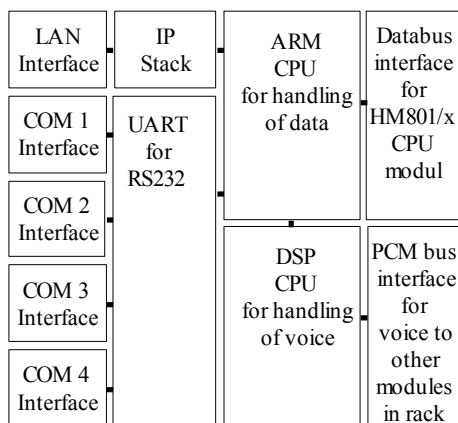 LAN
Interface
IP
Stack
ARM
CPU
for handling
of data
Databus
interface
for
HM801/x
CPU
modul
COM 1
Interface
UART
for
RS232
COM 2
Interface
COM 3
Interface
COM 4
Interface
DSP
CPU
for handling
of voice
PCM bus
interface
for
voice to
other
modules
in rack